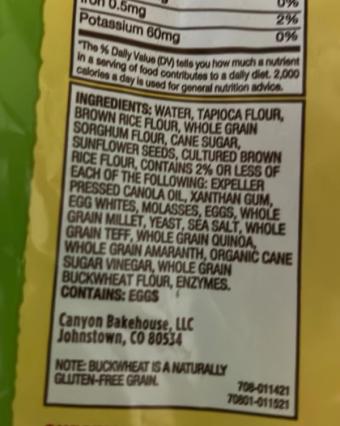 0%
Iron 0.5mg 2%
Potassium 60mg 0%
*The % Daily Value (DV) tells you how much a nutrient
in a serving of food contributes to a daily diet. 2,000
calories a day is used for general nutrition advice.
INGREDIENTS: WATER, TAPIOCA FLOUR,
BROWN RICE FLOUR, WHOLE GRAIN
SORGHUM FLOUR, CANE SUGAR,
SUNFLOWER SEEDS, CULTURED BROWN
RICE FLOUR, CONTAINS 2% OR LESS OF
EACH OF THE FOLLOWING: EXPELLER
PRESSED CANOLA OIL, XANTHAN GUM,
EGG WHITES, MOLASSES, EGGS, WHOLE
GRAIN MILLET, YEAST, SEA SALT, WHOLE
GRAIN TEFF, WHOLE GRAIN QUINOA,
WHOLE GRAIN AMARANTH, ORGANIC CANE
SUGAR VINEGAR, WHOLE GRAIN
BUCKWHEAT FLOUR, ENZYMES.
CONTAINS: EGGS
Canyon Bakehouse, LLC
Johnstown, CO 80534
NOTE: BUCKWHEAT IS A NATURALLY
GLUTEN-FREE GRAIN.
708-011421
70801-011521